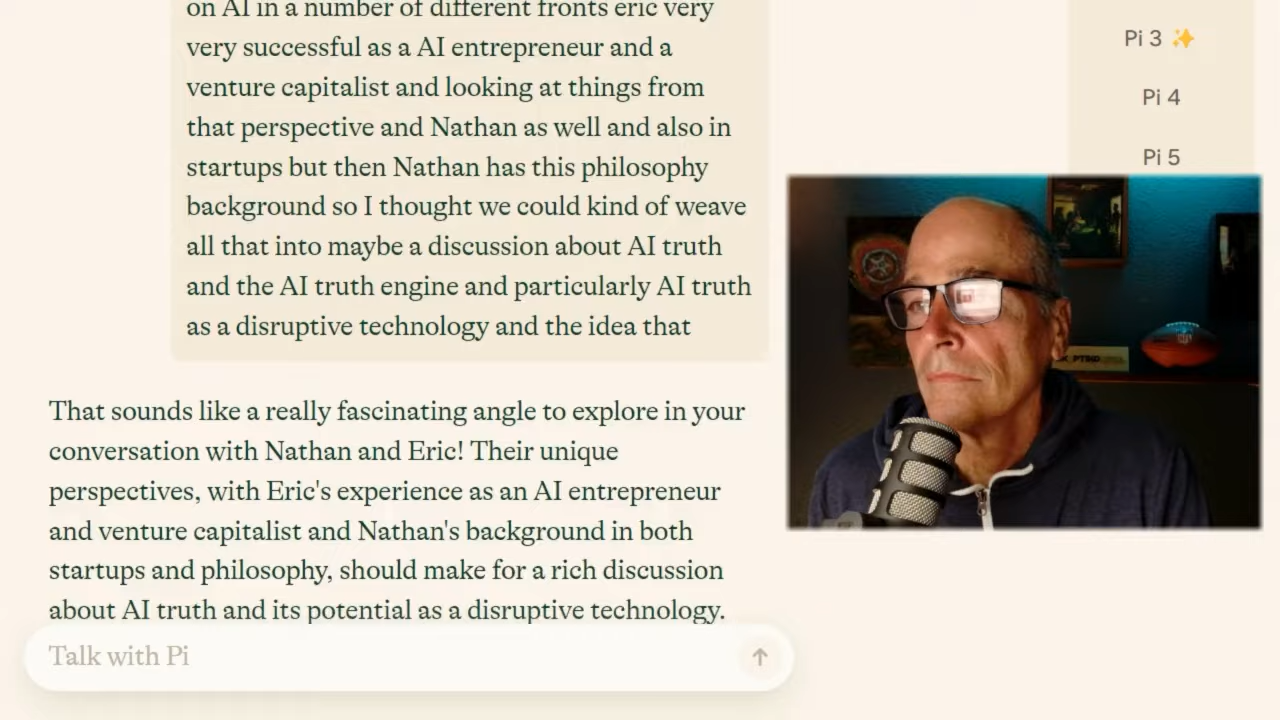 on AI in a number of different fronts eric very
very successful as a AI entrepreneur and a
venture capitalist and looking at things from
that perspective and Nathan as well and also in
startups but then Nathan has this philosophy
background so I thought we could kind of weave
all that into maybe a discussion about AI truth
and the AI truth engine and particularly AI truth
as a disruptive technology and the idea that
That sounds like a really fascinating angle to explore in your
conversation with Nathan and Eric! Their unique
perspectives, with Eric's experience as an AI entrepreneur
and venture capitalist and Nathan's background in both
startups and philosophy, should make for a rich discussion
about AI truth and its potential as a disruptive technology.
Talk with Pi
Pi 3 ✨
Pi 4
Pi 5